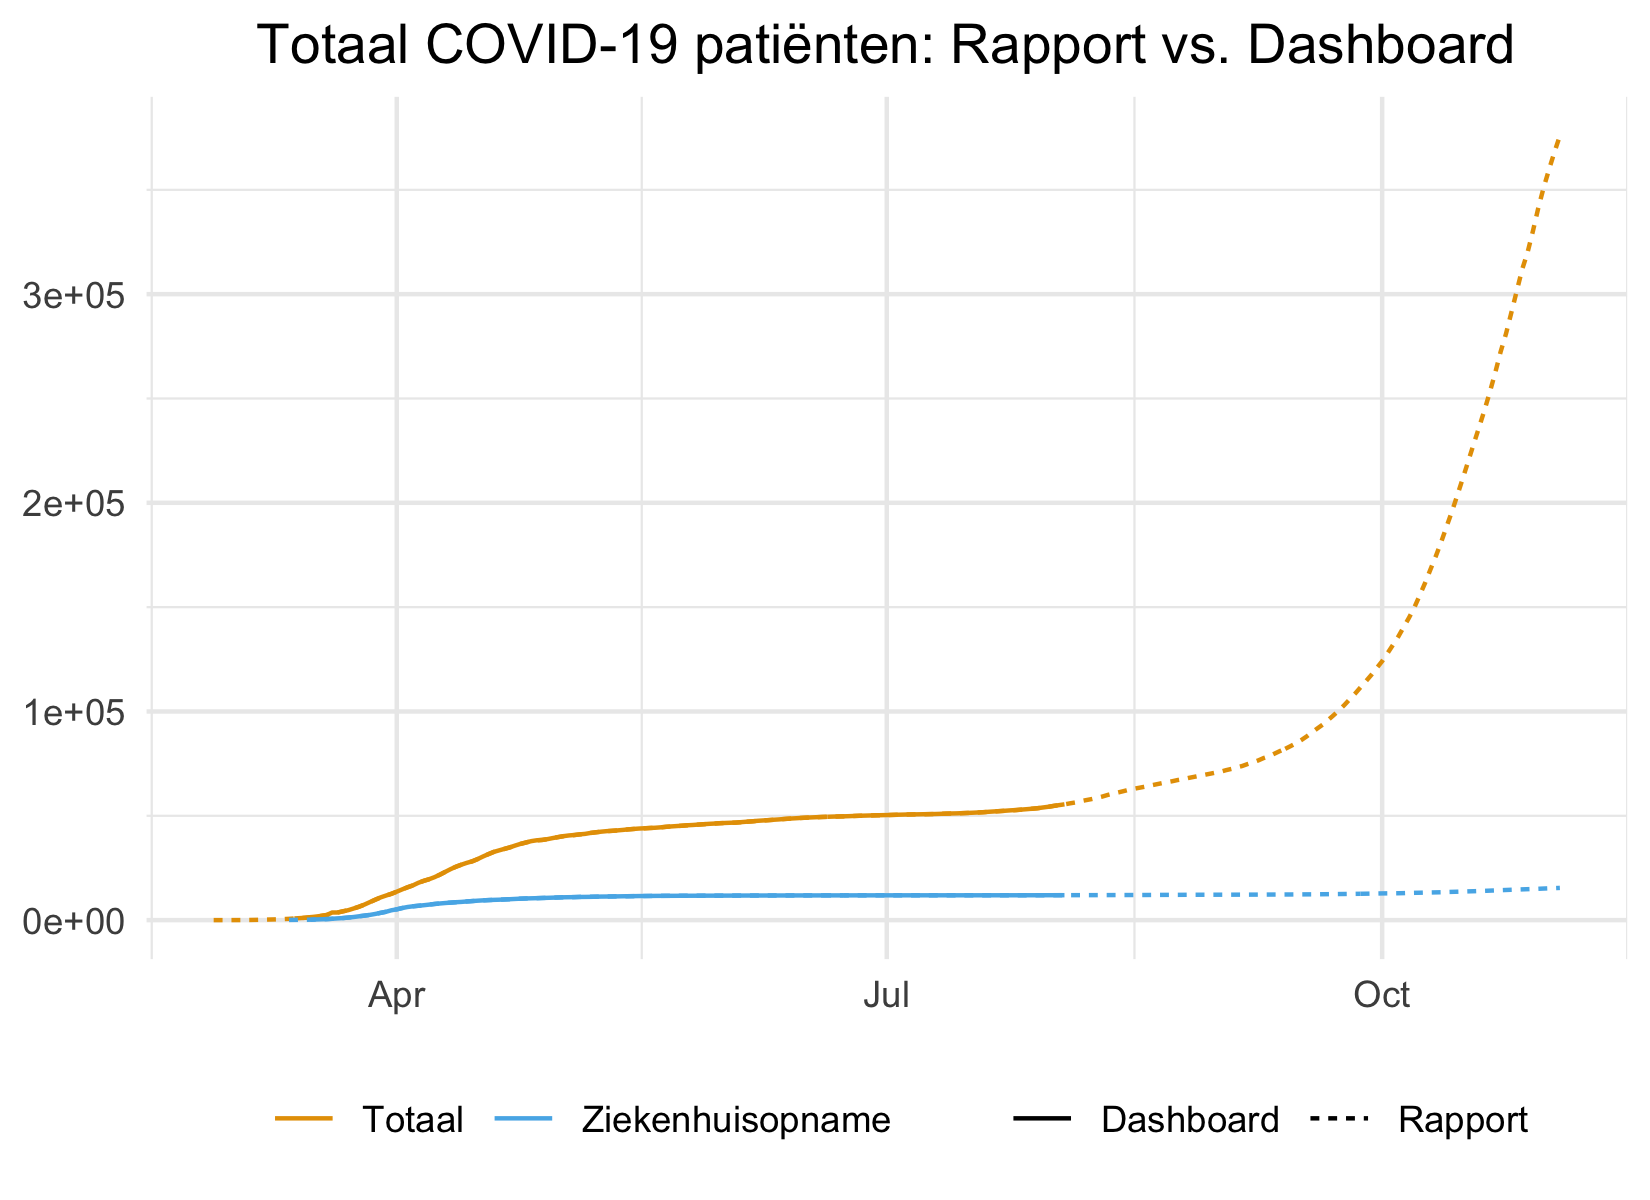 Totaal COVID-19 patiënten: Rapport vs. Dashboard
3e+05
2e+05
1e+05
0e+00
Apr Jul Oct
Totaal Ziekenhuisopname Dashboard Rapport